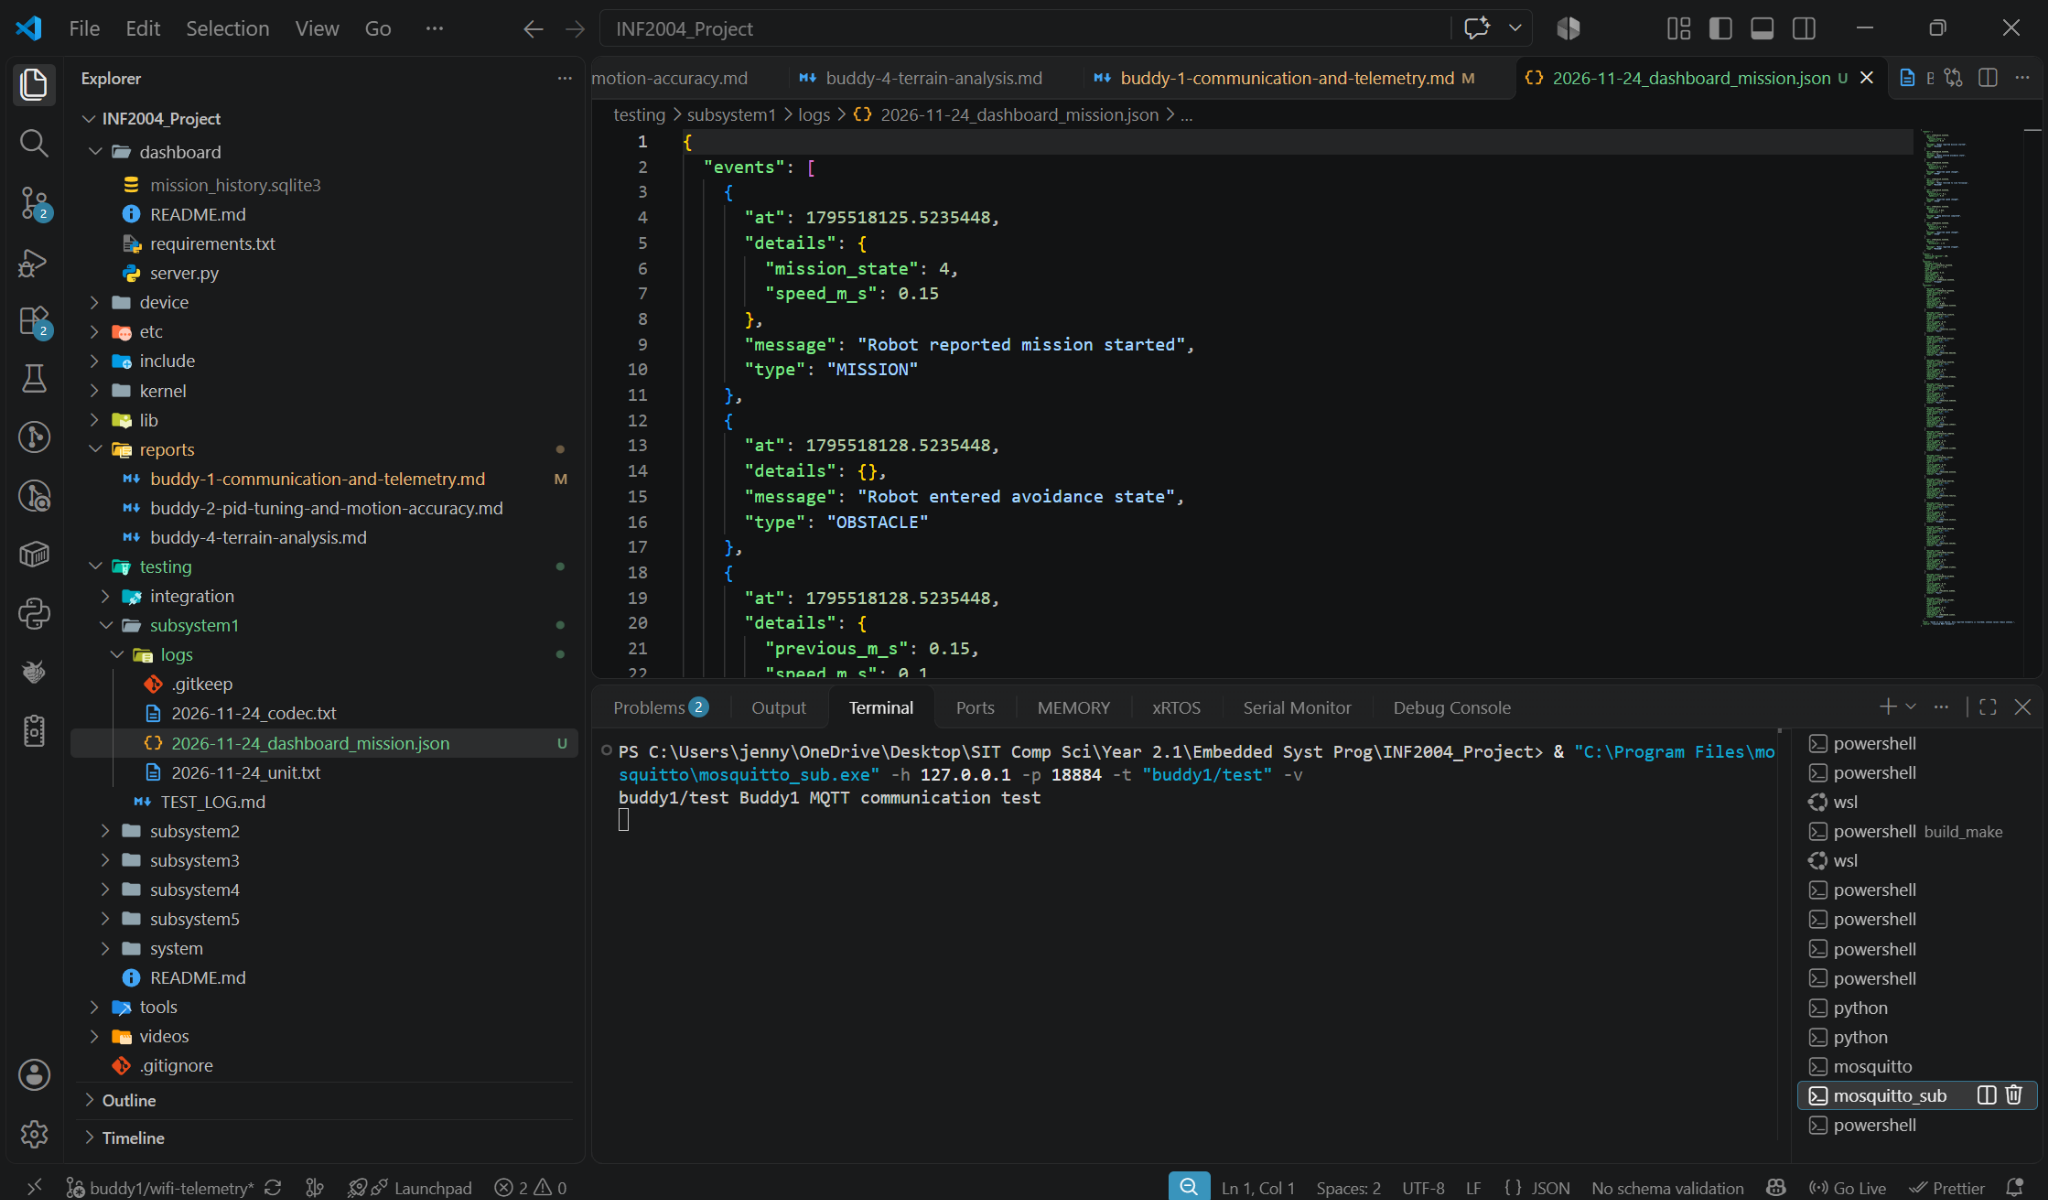 File Edit Selection View Go ...
INF2004_Project
Explorer
INF2004_Project
dashboard
mission_history.sqlite3
README.md
requirements.txt
server.py
device
etc
include
kernel
lib
reports
buddy-1-communication-and-telemetry.md M
buddy-2-pid-tuning-and-motion-accuracy.md
buddy-4-terrain-analysis.md
testing
integration
subsystem1
logs
.gitkeep
2026-11-24_codec.txt
2026-11-24_dashboard_mission.json U
2026-11-24_unit.txt
TEST_LOG.md
subsystem2
subsystem3
subsystem4
subsystem5
system
README.md
tools
videos
.gitignore
Outline
Timeline
2
2
motion-accuracy.md buddy-4-terrain-analysis.md buddy-1-communication-and-telemetry.md M 2026-11-24_dashboard_mission.json U
testing > subsystem1 > logs > {} 2026-11-24_dashboard_mission.json > ...
1 {
2 "events": [
3 {
4 "at": 1795518125.5235448,
5 "details": {
6 "mission_state": 4,
7 "speed_m_s": 0.15
8 },
9 "message": "Robot reported mission started",
10 "type": "MISSION"
11 },
12 {
13 "at": 1795518128.5235448,
14 "details": {},
15 "message": "Robot entered avoidance state",
16 "type": "OBSTACLE"
17 },
18 {
19 "at": 1795518128.5235448,
20 "details": {
21 "previous_m_s": 0.15,
22 "speed_m_s": 0.1
Problems 2 Output Terminal Ports MEMORY xRTOS Serial Monitor Debug Console
PS C:\Users\jenny\OneDrive\Desktop\SIT Comp Sci\Year 2.1\Embedded Syst Prog\INF2004_Project> & "C:\Program Files\mo
squitto\mosquitto_sub.exe" -h 127.0.0.1 -p 18884 -t "buddy1/test" -v
buddy1/test Buddy1 MQTT communication test
powershell
powershell
wsl
powershell build_make
wsl
powershell
powershell
powershell
powershell
python
python
mosquitto
mosquitto_sub
powershell
buddy1/wifi-telemetry* Launchpad 2 0 Ln 1, Col 1 Spaces: 2 UTF-8 LF {} JSON No schema validation Go Live Prettier